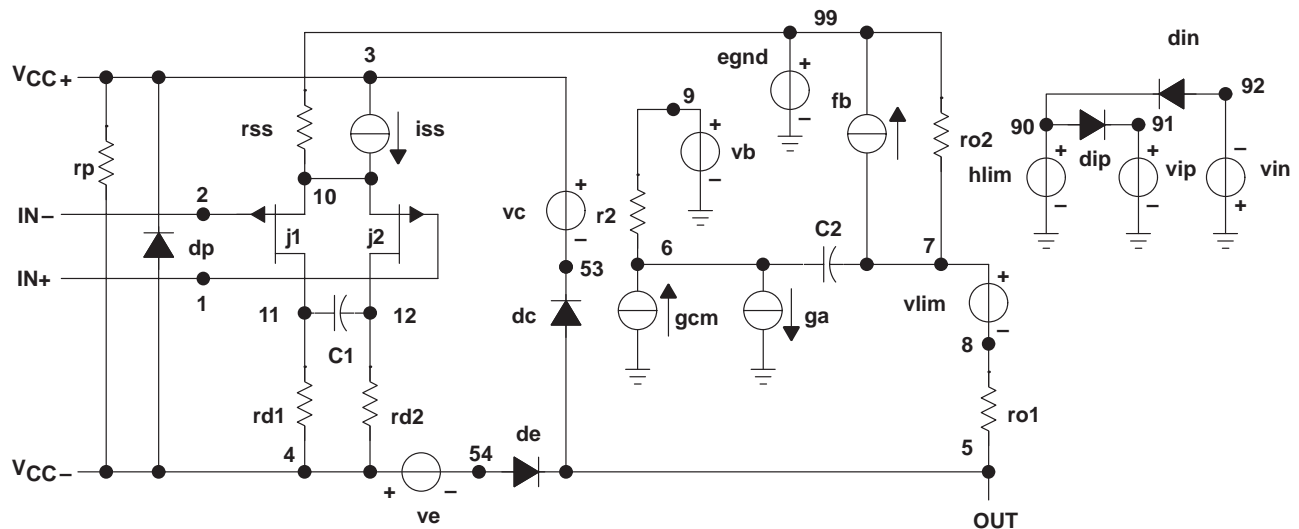 99
3
din
VCC+
egnd
+
9
fb
92
+
−
rss
iss
90
91
rp
vb
ro2
−
+
dip
+
−
2
10
hlim
vip
vin
IN−
+
−
−
+
vc
r2
C2
j1
j2
−
6
7
dp
IN+
53
+
1
gcm
ga
vlim
11
12
dc
−
C1
8
rd1
rd2
ro1
de
4
54
5
VCC−
+
−
ve
OUT